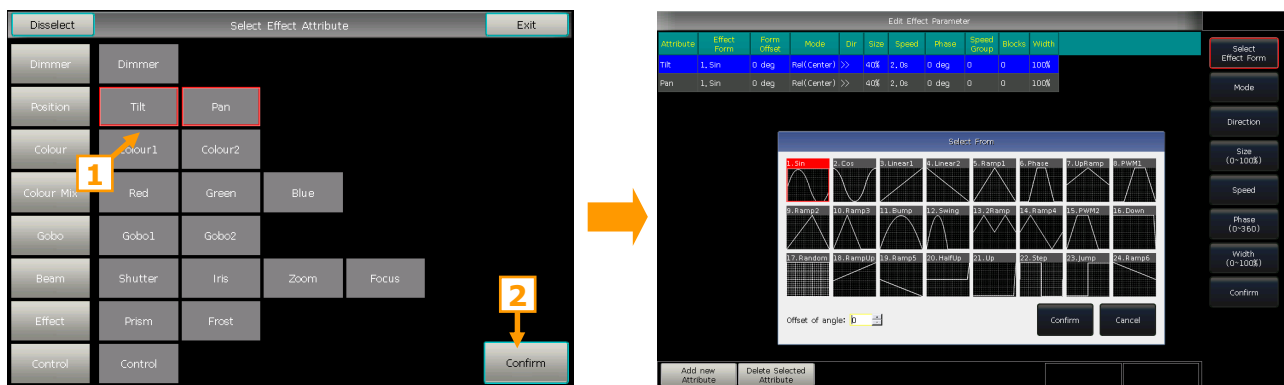 Disselect
Select Effect Attribute
Exit
Dimmer
Dimmer
Position
Tilt
Pan
Colour
Colour1
Colour2
Colour Mix
Red
Green
Blue
Gobo
Gobo1
Gobo2
Beam
Shutter
Iris
Zoom
Focus
Effect
Prism
Frost
Control
Control
Confirm
1
2
Edit Effect Parameter
Attribute
Effect
Form
Form
Offset
Mode
Dir
Size
Speed
Phase
Speed
Group
Blocks
Width
Tilt 1.Sin 0 deg Rel(Center) >> 40% 2.0s 0 deg 0 0 100%
Pan 1.Sin 0 deg Rel(Center) >> 40% 2.0s 0 deg 0 0 100%
Select From
1.Sin 2.Cos 3.Linear1 4.Linear2 5.Ramp1 6.Phase 7.UpRamp 8.PWM1
9.Ramp2 10.Ramp3 11.Bump 12.Swing 13.2Ramp 14.Ramp4 15.PWM2 16.Down
17.Random 18.RampUp 19.Ramp5 20.HalfUp 21.Up 22.Step 23.Jump 24.Ramp6
Offset of angle: 0
Confirm
Cancel
Select
Effect Form
Mode
Direction
Size
(0~100%)
Speed
Phase
(0~360)
Width
(0~100%)
Confirm
Add new
Attribute
Delete Selected
Attribute